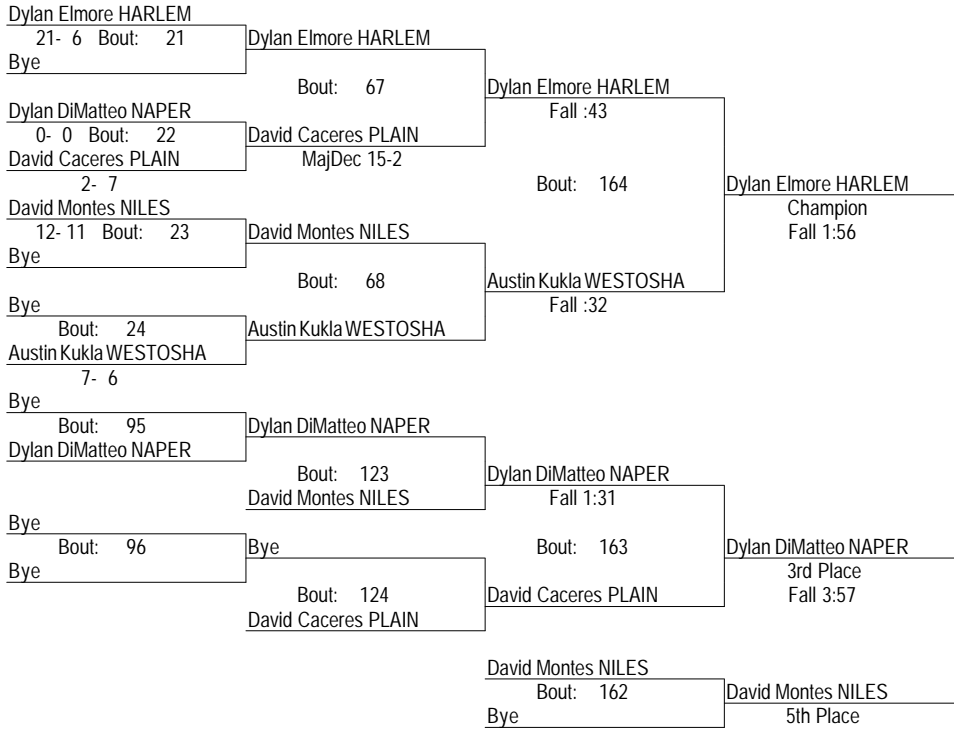 Dylan Elmore HARLEM
21- 6 Bout: 21
Dylan Elmore HARLEM
Bye
Bout: 67
Dylan Elmore HARLEM
Dylan DiMatteo NAPER
Fall :43
0- 0 Bout: 22
David Caceres PLAIN
David Caceres PLAIN
MajDec 15-2
2- 7
Bout: 164
Dylan Elmore HARLEM
David Montes NILES
Champion
12- 11 Bout: 23
David Montes NILES
Fall 1:56
Bye
Bout: 68
Austin Kukla WESTOSHA
Bye
Fall :32
Bout: 24
Austin Kukla WESTOSHA
Austin Kukla WESTOSHA
7- 6
Bye
Bout: 95
Dylan DiMatteo NAPER
Dylan DiMatteo NAPER
Bout: 123
Dylan DiMatteo NAPER
David Montes NILES
Fall 1:31
Bye
Bout: 96
Bye
Bout: 163
Dylan DiMatteo NAPER
Bye
3rd Place
Bout: 124
David Caceres PLAIN
Fall 3:57
David Caceres PLAIN
David Montes NILES
Bout: 162
David Montes NILES
Bye
5th Place